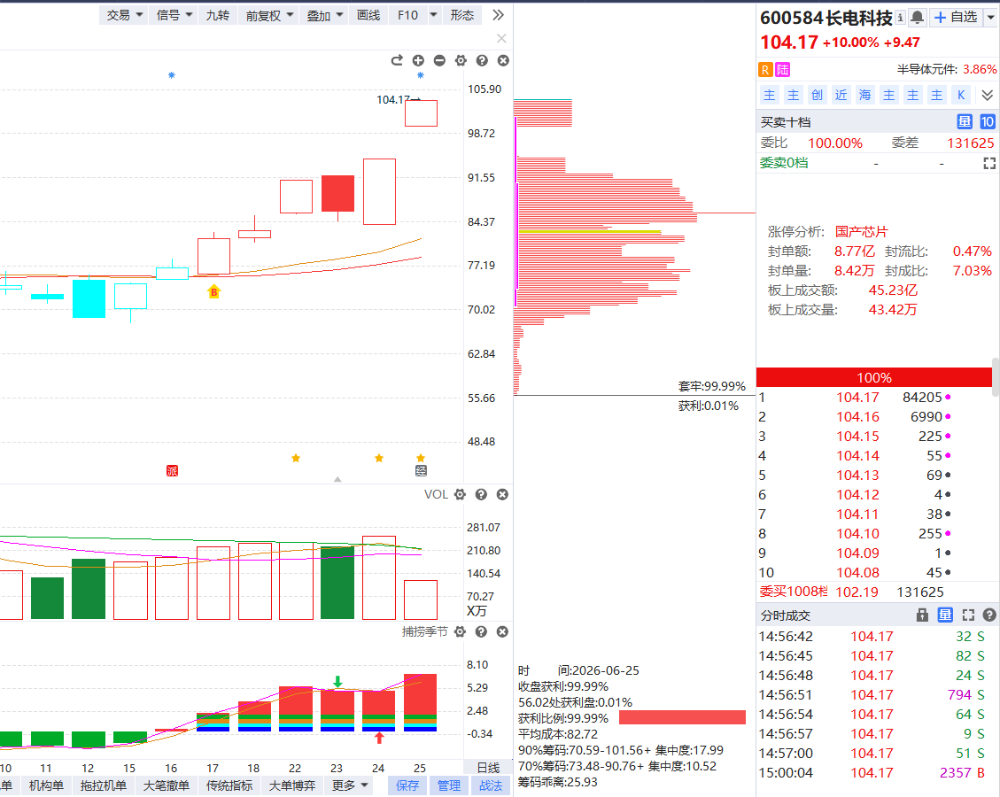 交易 信号 九转 前复权 叠加 画线 F10 形态
600584 长电科技 自选
104.17 +10.00% +9.47
R 陆 半导体元件: 3.86%
主 主 创 近 海 主 主 主 K
买卖十档 量 10
委比 100.00% 委差 131625
委卖0档 - -
涨停分析: 国产芯片
封单额: 8.77亿 封流比: 0.47%
封单量: 8.42万 封成比: 7.03%
板上成交额: 45.23亿
板上成交量: 43.42万
100%
1 104.17 84205
2 104.16 6990
3 104.15 225
4 104.14 55
5 104.13 69
6 104.12 4
7 104.11 38
8 104.10 255
9 104.09 1
10 104.08 45
委买1008档 102.19 131625
分时成交 量
14:56:42 104.17 32 S
14:56:45 104.17 82 S
14:56:48 104.17 24 S
14:56:51 104.17 794 S
14:56:54 104.17 64 S
14:56:57 104.17 9 S
14:57:00 104.17 51 S
15:00:04 104.17 2357 B
104.17
105.90
98.72
91.55
84.37
77.19
70.02
62.84
55.66
48.48
B
派
经
套牢:99.99%
获利:0.01%
VOL
281.07
210.80
140.54
70.27
X万
捕捞季节
8.10
5.29
2.48
-0.34
10 11 12 15 16 17 18 22 23 24 25 日线
单 机构单 拖拉机单 大笔撤单 传统指标 大单博弈 更多 保存 管理 战法
时 间:2026-06-25
收盘获利:99.99%
56.02处获利盘:0.01%
获利比例:99.99%
平均成本:82.72
90%筹码:70.59-101.56+ 集中度:17.99
70%筹码:73.48-90.76+ 集中度:10.52
筹码乖离:25.93